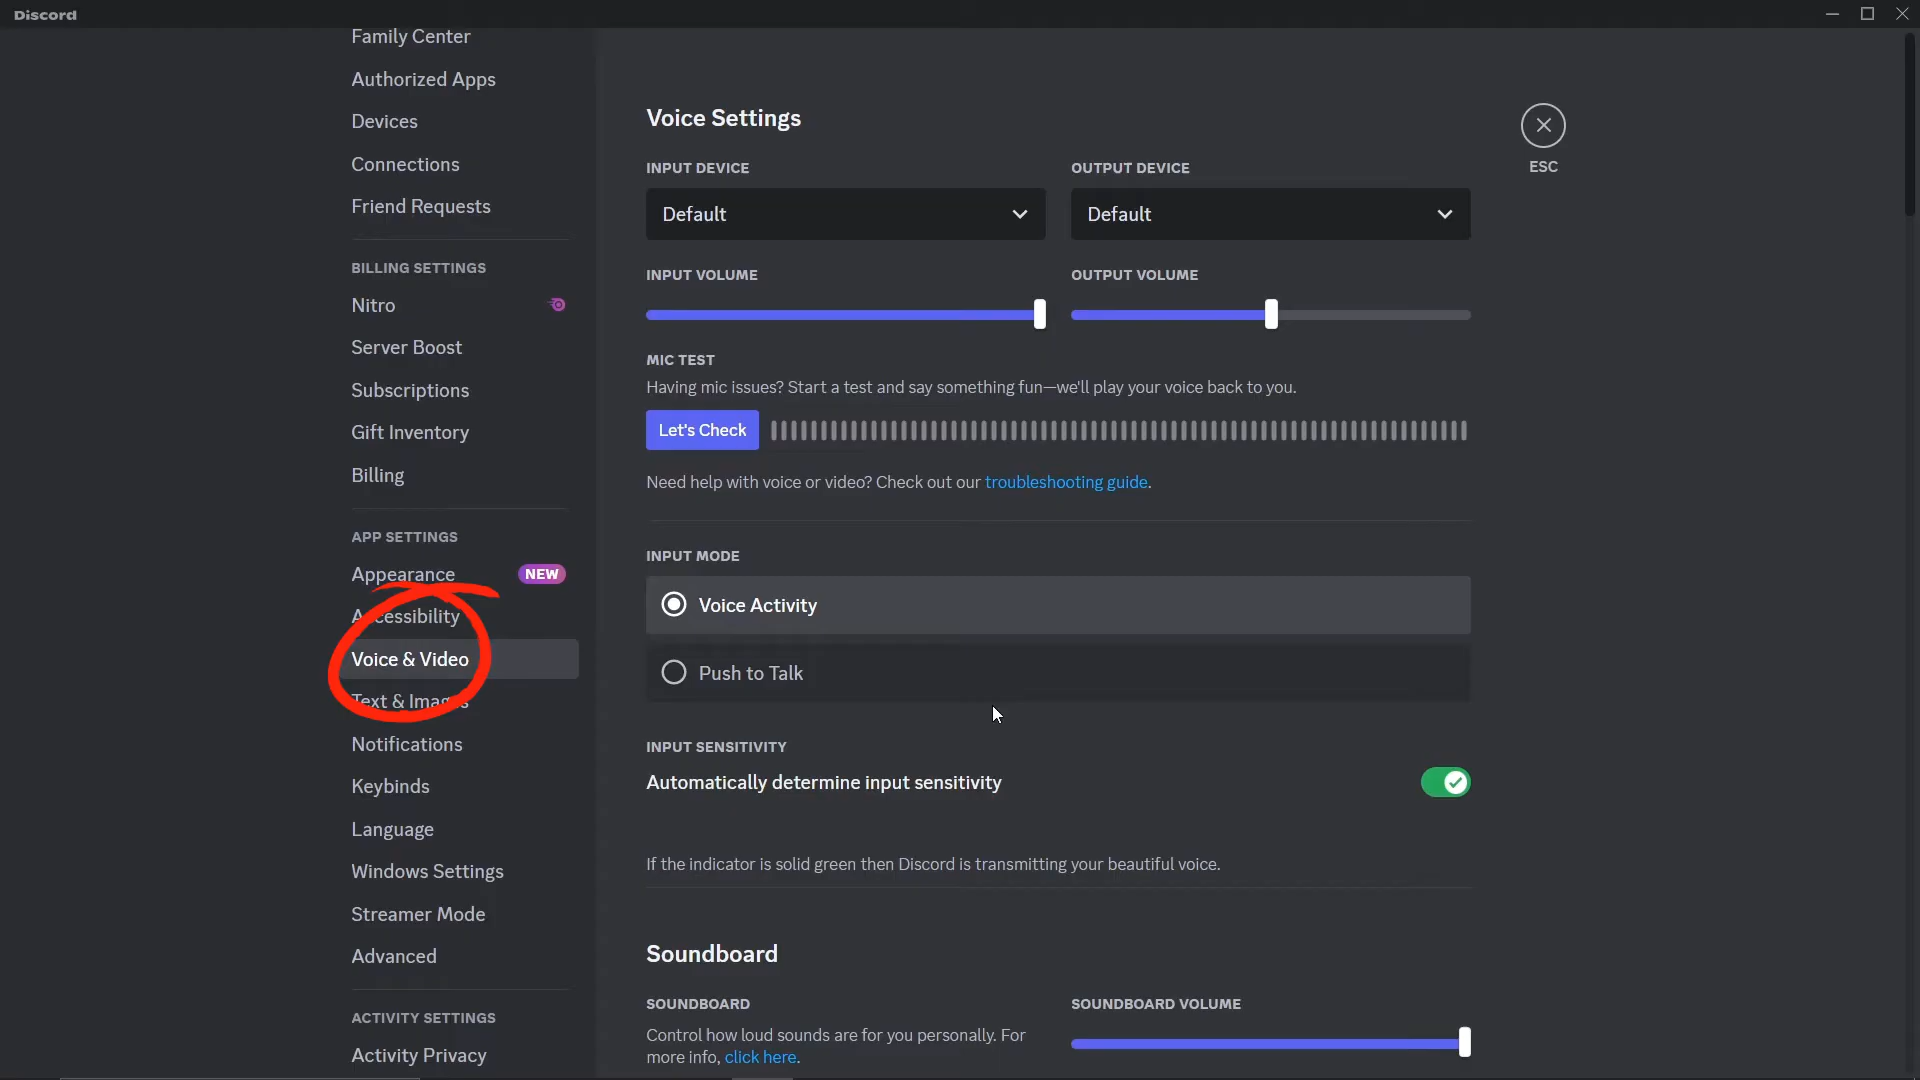 Discord
Family Center
Authorized Apps
Devices
Connections
Friend Requests
BILLING SETTINGS
Nitro
Server Boost
Subscriptions
Gift Inventory
Billing
APP SETTINGS
Appearance NEW
Accessibility
Voice & Video
Text & Images
Notifications
Keybinds
Language
Windows Settings
Streamer Mode
Advanced
ACTIVITY SETTINGS
Activity Privacy
Voice Settings
ESC
INPUT DEVICE OUTPUT DEVICE
Default Default
INPUT VOLUME OUTPUT VOLUME
MIC TEST
Having mic issues? Start a test and say something fun—we'll play your voice back to you.
Let's Check
Need help with voice or video? Check out our troubleshooting guide.
INPUT MODE
Voice Activity
Push to Talk
INPUT SENSITIVITY
Automatically determine input sensitivity
If the indicator is solid green then Discord is transmitting your beautiful voice.
Soundboard
SOUNDBOARD SOUNDBOARD VOLUME
Control how loud sounds are for you personally. For
more info, click here.